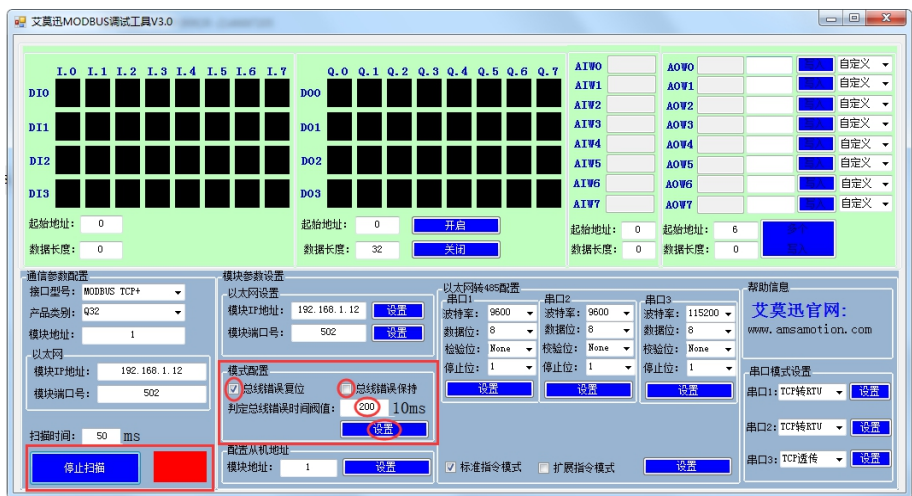 艾莫迅MODBUS调试工具V3.0
I.0 I.1 I.2 I.3 I.4 I.5 I.6 I.7
Q.0 Q.1 Q.2 Q.3 Q.4 Q.5 Q.6 Q.7
DI0
DI1
DI2
DI3
起始地址: 0
数据长度: 0
DO0
DO1
DO2
DO3
起始地址: 0 开启
数据长度: 32 关闭
AIW0
AIW1
AIW2
AIW3
AIW4
AIW5
AIW6
AIW7
起始地址: 0
数据长度: 0
AOW0 自定义
AOW1 自定义
AOW2 自定义
AOW3 自定义
AOW4 自定义
AOW5 自定义
AOW6 自定义
AOW7 自定义
起始地址: 6
数据长度: 0
通信参数配置
接口型号: MODBUS TCP+
产品类别: Q32
模块地址: 1
以太网
模块IP地址: 192.168.1.12
模块端口号: 502
扫描时间: 50 ms
停止扫描
模块参数设置
以太网设置
模块IP地址: 192.168.1.12 设置
模块端口号: 502 设置
模式配置
总线错误复位 总线错误保持
判定总线错误时间阀值: 200 10ms
设置
配置从机地址
模块地址: 1 设置
以太网转485配置
串口1
波特率: 9600
数据位: 8
检验位: None
停止位: 1
设置
串口2
波特率: 9600
数据位: 8
校验位: None
停止位: 1
设置
串口3
波特率: 115200
数据位: 8
校验位: None
停止位: 1
设置
标准指令模式 扩展指令模式 设置
帮助信息
艾莫迅官网:
www.amsamotion.com
串口模式设置
串口1: TCP转RTU 设置
串口2: TCP转RTU 设置
串口3: TCP透传 设置